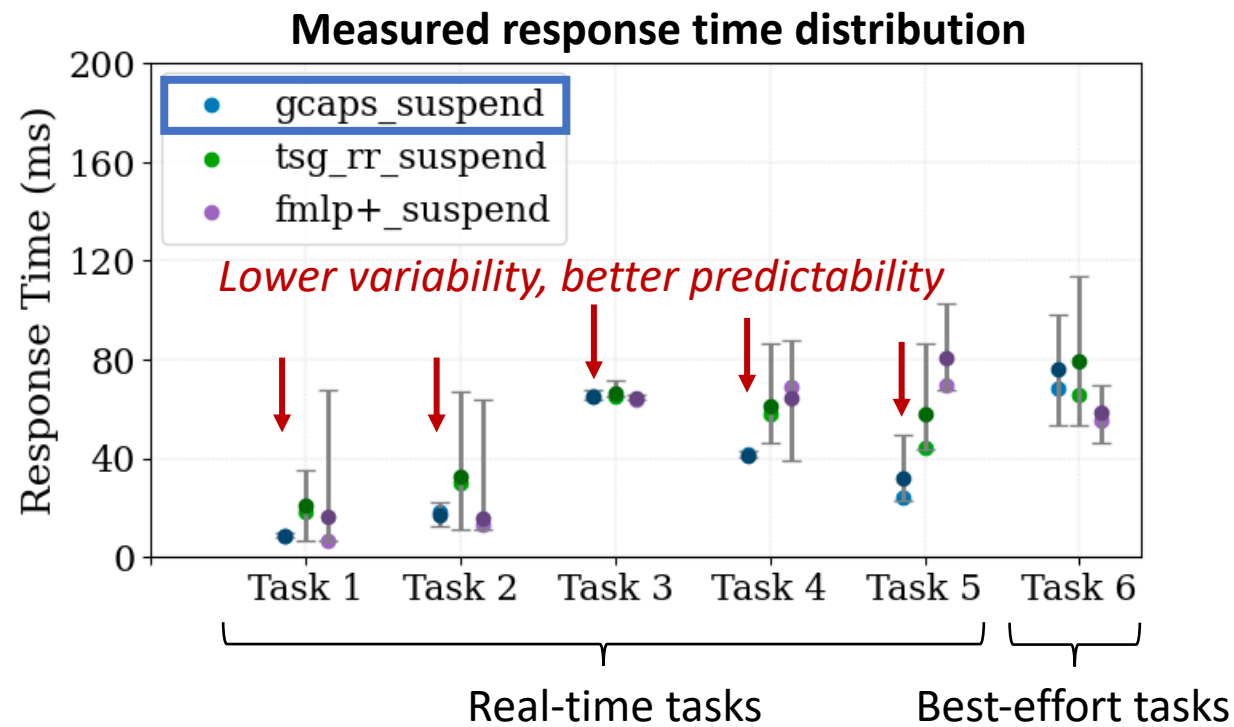 Measured response time distribution
Response Time (ms)
200
160
120
80
40
0
gcaps_suspend
tsg_rr_suspend
fmlp+_suspend
Lower variability, better predictability
Task 1 Task 2 Task 3 Task 4 Task 5 Task 6
Real-time tasks Best-effort tasks